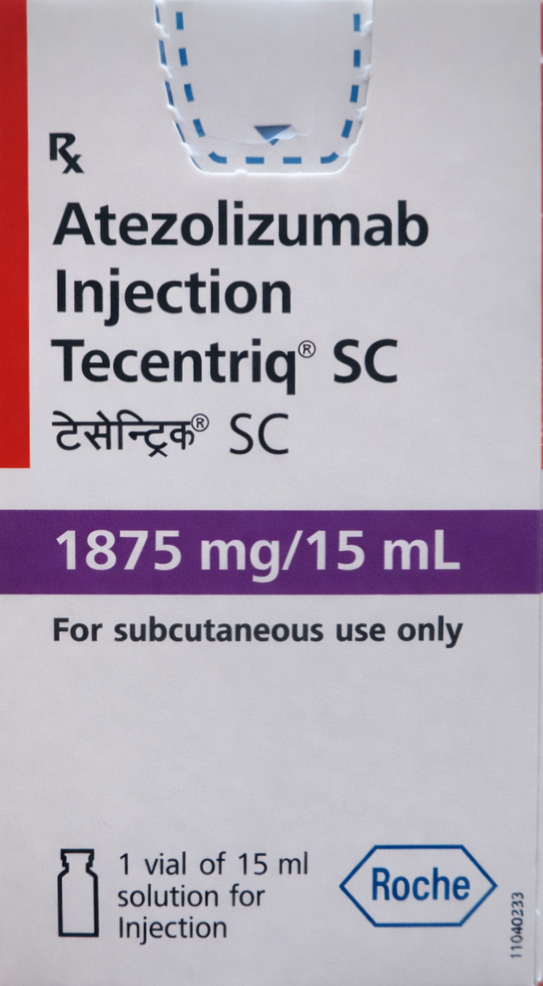 Rx
Atezolizumab
Injection
Tecentriq® SC
टेसेन्ट्रिक® SC
1875 mg/15 mL
For subcutaneous use only
1 vial of 15 ml
solution for
Injection
Roche
11040233